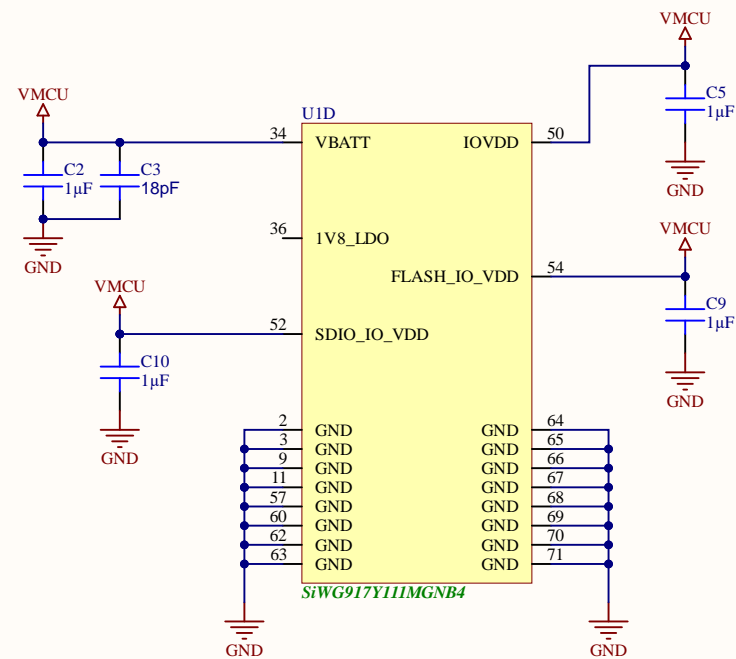 VMCU
C5
1µF
GND
VMCU
C2
1µF
C3
18pF
GND
VMCU
C10
1µF
GND
VMCU
C9
1µF
GND
U1D
34 VBATT IOVDD 50
36 1V8_LDO
FLASH_IO_VDD 54
52 SDIO_IO_VDD
2 GND GND 64
3 GND GND 65
9 GND GND 66
11 GND GND 67
57 GND GND 68
60 GND GND 69
62 GND GND 70
63 GND GND 71
SiWG917Y111MGNB4
GND GND